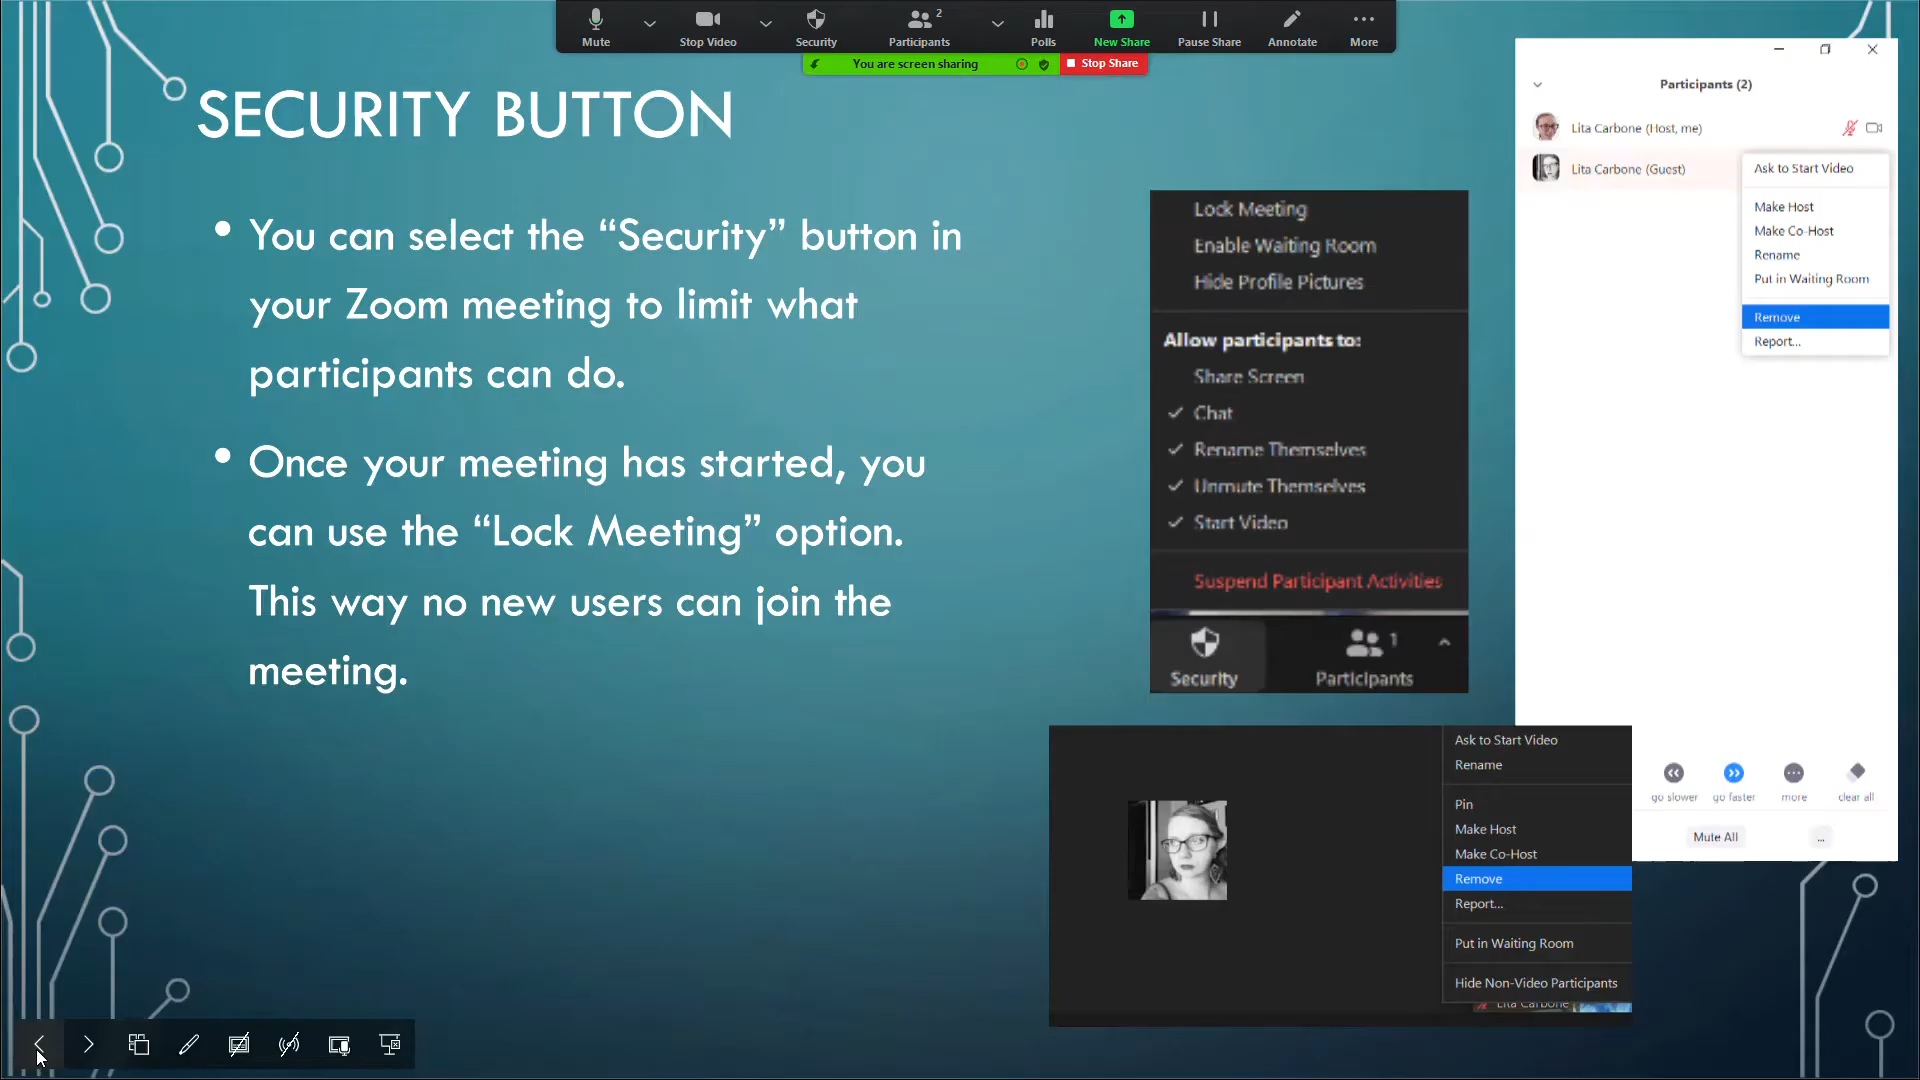 Mute
Stop Video
Security
Participants
2
Polls
New Share
Pause Share
Annotate
More
You are screen sharing
Stop Share
SECURITY BUTTON
• You can select the “Security” button in
your Zoom meeting to limit what
participants can do.
• Once your meeting has started, you
can use the “Lock Meeting” option.
This way no new users can join the
meeting.
Lock Meeting
Enable Waiting Room
Hide Profile Pictures
Allow participants to:
Share Screen
✓ Chat
✓ Rename Themselves
✓ Unmute Themselves
✓ Start Video
Suspend Participant Activities
Security
Participants
1
Participants (2)
Lita Carbone (Host, me)
Lita Carbone (Guest)
Ask to Start Video
Make Host
Make Co-Host
Rename
Put in Waiting Room
Remove
Report...
go slower
go faster
more
clear all
Mute All
...
Ask to Start Video
Rename
Pin
Make Host
Make Co-Host
Remove
Report...
Put in Waiting Room
Hide Non-Video Participants
Lita Carbone